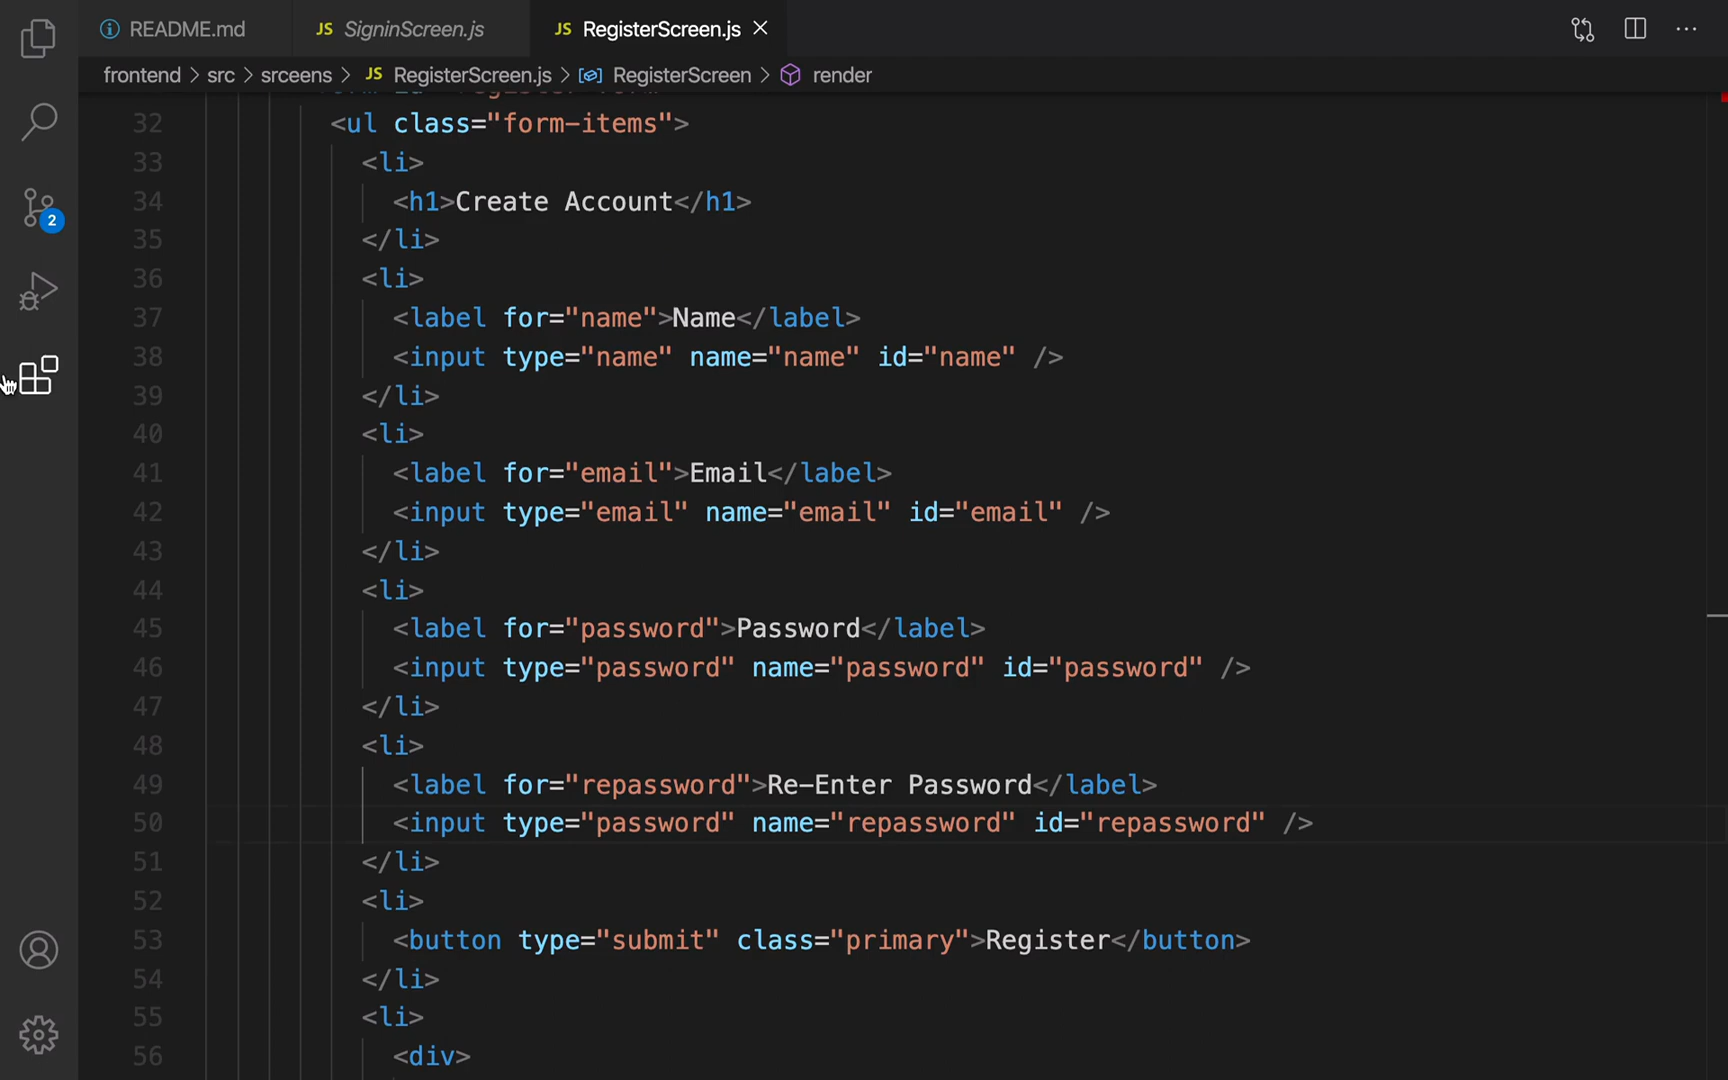 README.md
JS SigninScreen.js
JS RegisterScreen.js
frontend > src > srceens > JS RegisterScreen.js > RegisterScreen > render
32 <ul class="form-items">
33 <li>
34 <h1>Create Account</h1>
35 </li>
36 <li>
37 <label for="name">Name</label>
38 <input type="name" name="name" id="name" />
39 </li>
40 <li>
41 <label for="email">Email</label>
42 <input type="email" name="email" id="email" />
43 </li>
44 <li>
45 <label for="password">Password</label>
46 <input type="password" name="password" id="password" />
47 </li>
48 <li>
49 <label for="repassword">Re-Enter Password</label>
50 <input type="password" name="repassword" id="repassword" />
51 </li>
52 <li>
53 <button type="submit" class="primary">Register</button>
54 </li>
55 <li>
56 <div>
2